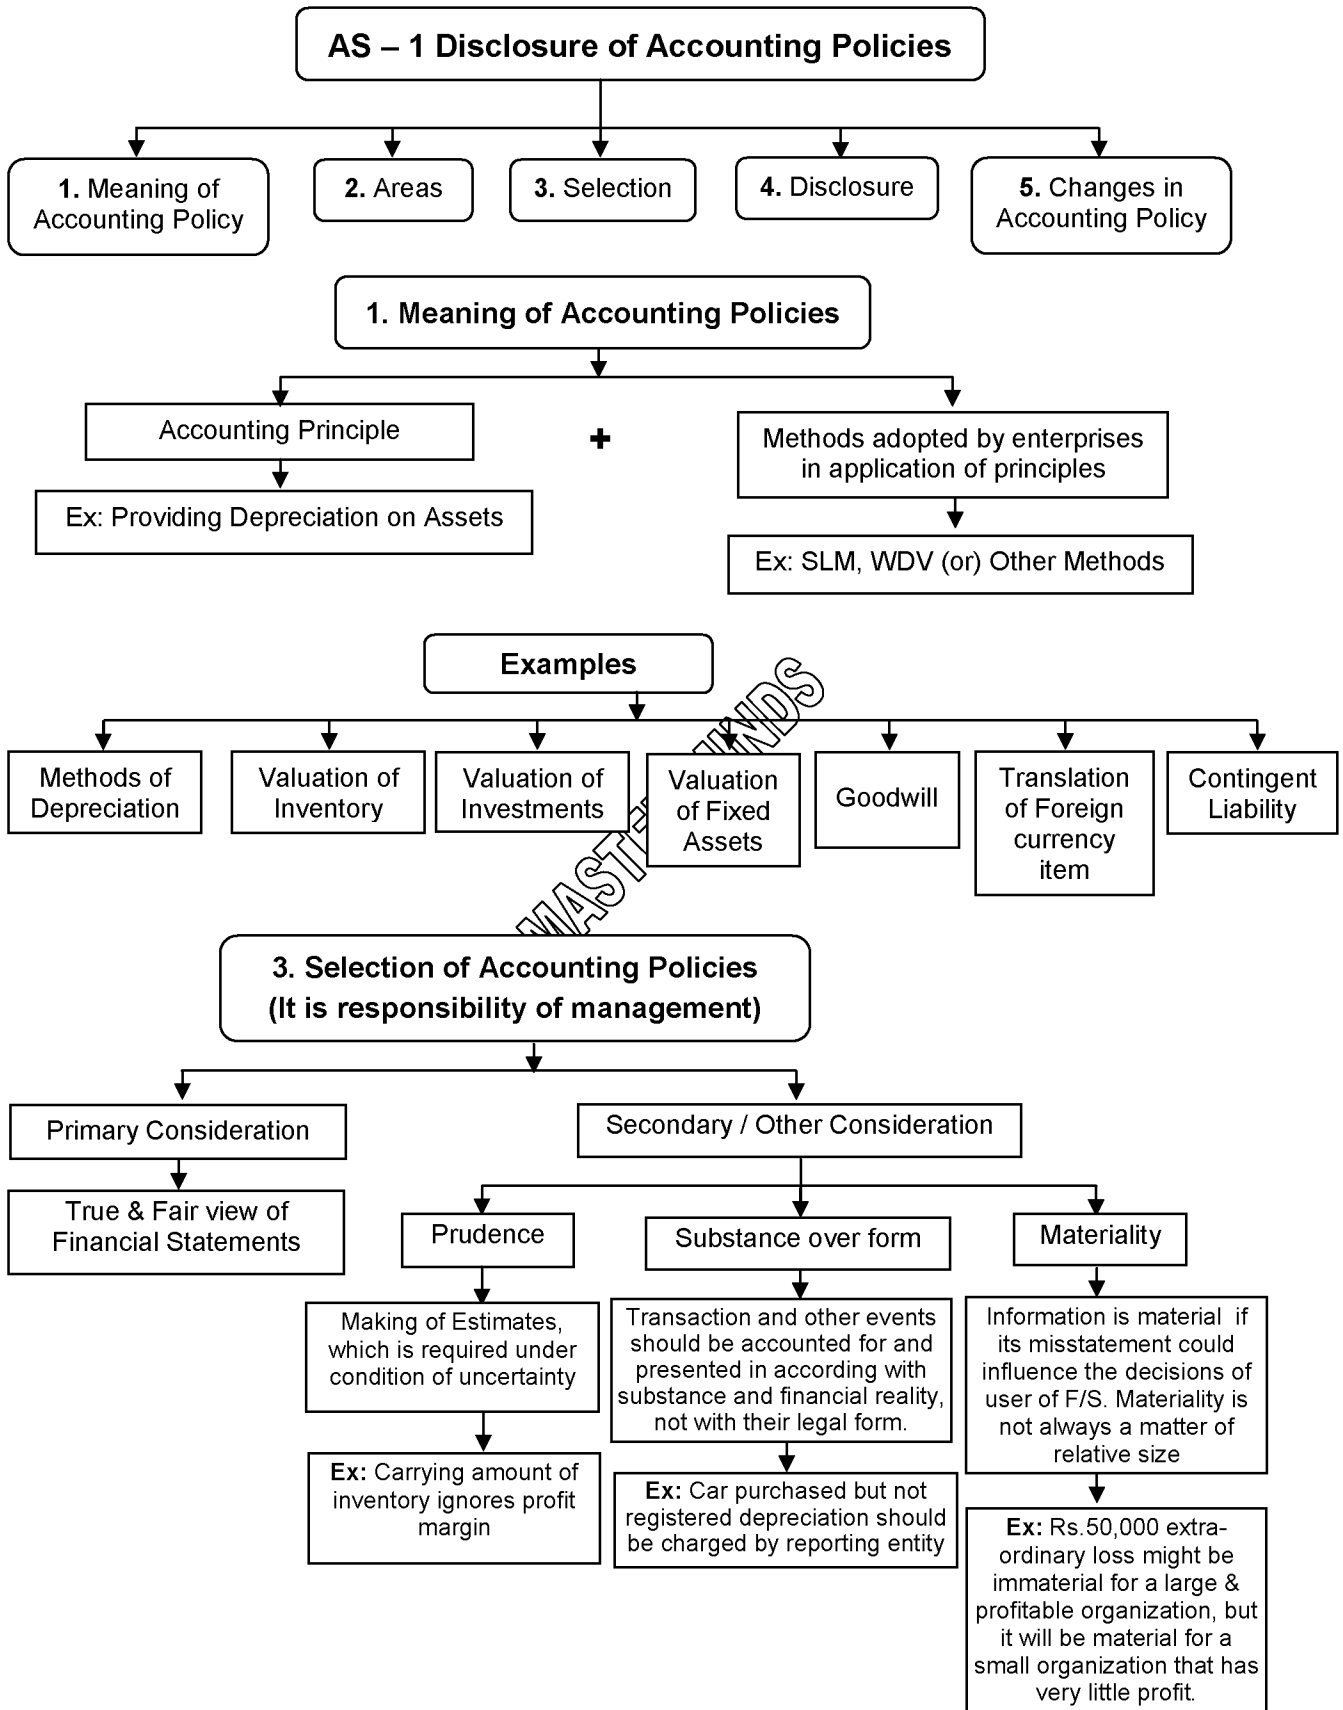 AS – 1 Disclosure of Accounting Policies
1. Meaning of
Accounting Policy
2. Areas
3. Selection
4. Disclosure
5. Changes in
Accounting Policy
1. Meaning of Accounting Policies
Accounting Principle
+
Methods adopted by enterprises
in application of principles
Ex: Providing Depreciation on Assets
Ex: SLM, WDV (or) Other Methods
Examples
Methods of
Depreciation
Valuation of
Inventory
Valuation of
Investments
Valuation
of Fixed
Assets
Goodwill
Translation
of Foreign
currency
item
Contingent
Liability
3. Selection of Accounting Policies
(It is responsibility of management)
Primary Consideration
True & Fair view of
Financial Statements
Secondary / Other Consideration
Prudence
Making of Estimates,
which is required under
condition of uncertainty
Ex: Carrying amount of
inventory ignores profit
margin
Substance over form
Transaction and other events
should be accounted for and
presented in according with
substance and financial reality,
not with their legal form.
Ex: Car purchased but not
registered depreciation should
be charged by reporting entity
Materiality
Information is material if
its misstatement could
influence the decisions of
user of F/S. Materiality is
not always a matter of
relative size
Ex: Rs.50,000 extra-
ordinary loss might be
immaterial for a large &
profitable organization, but
it will be material for a
small organization that has
very little profit.